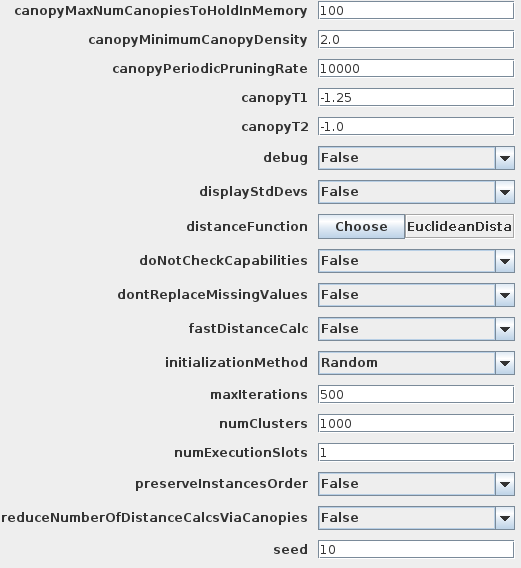 canopyMaxNumCanopiesToHoldInMemory 100
canopyMinimumCanopyDensity 2.0
canopyPeriodicPruningRate 10000
canopyT1 -1.25
canopyT2 -1.0
debug False
displayStdDevs False
distanceFunction Choose EuclideanDista
doNotCheckCapabilities False
dontReplaceMissingValues False
fastDistanceCalc False
initializationMethod Random
maxIterations 500
numClusters 1000
numExecutionSlots 1
preserveInstancesOrder False
reduceNumberOfDistanceCalcsViaCanopies False
seed 10